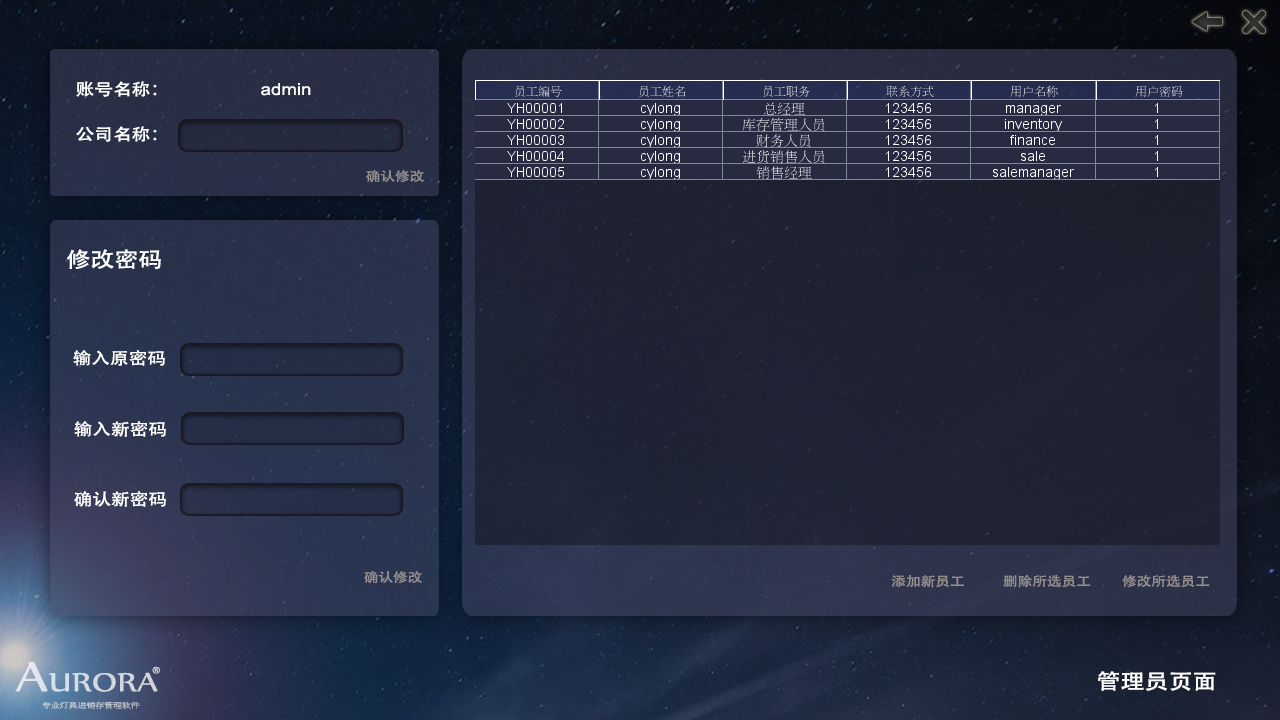 账号名称： admin
公司名称：
确认修改
修改密码
输入原密码
输入新密码
确认新密码
确认修改
员工编号 员工姓名 员工职务 联系方式 用户名称 用户密码
YH00001 cylong 总经理 123456 manager 1
YH00002 cylong 库存管理人员 123456 inventory 1
YH00003 cylong 财务人员 123456 finance 1
YH00004 cylong 进货销售人员 123456 sale 1
YH00005 cylong 销售经理 123456 salemanager 1
添加新员工 删除所选员工 修改所选员工
AURORA®
专业灯具进销存管理软件
管理员页面